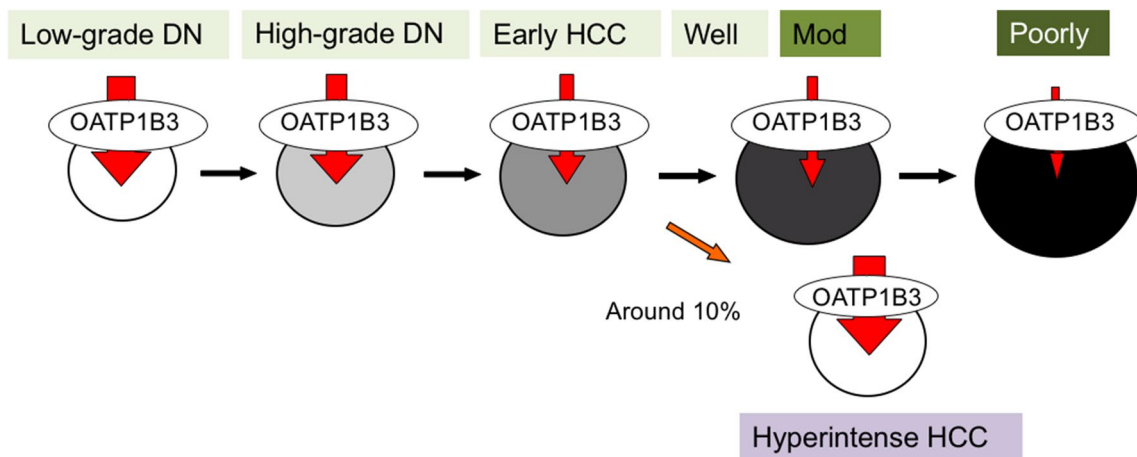 Low-grade DN
High-grade DN
Early HCC
Well
Mod
Poorly
OATP1B3
OATP1B3
OATP1B3
OATP1B3
OATP1B3
Around 10%
OATP1B3
Hyperintense HCC